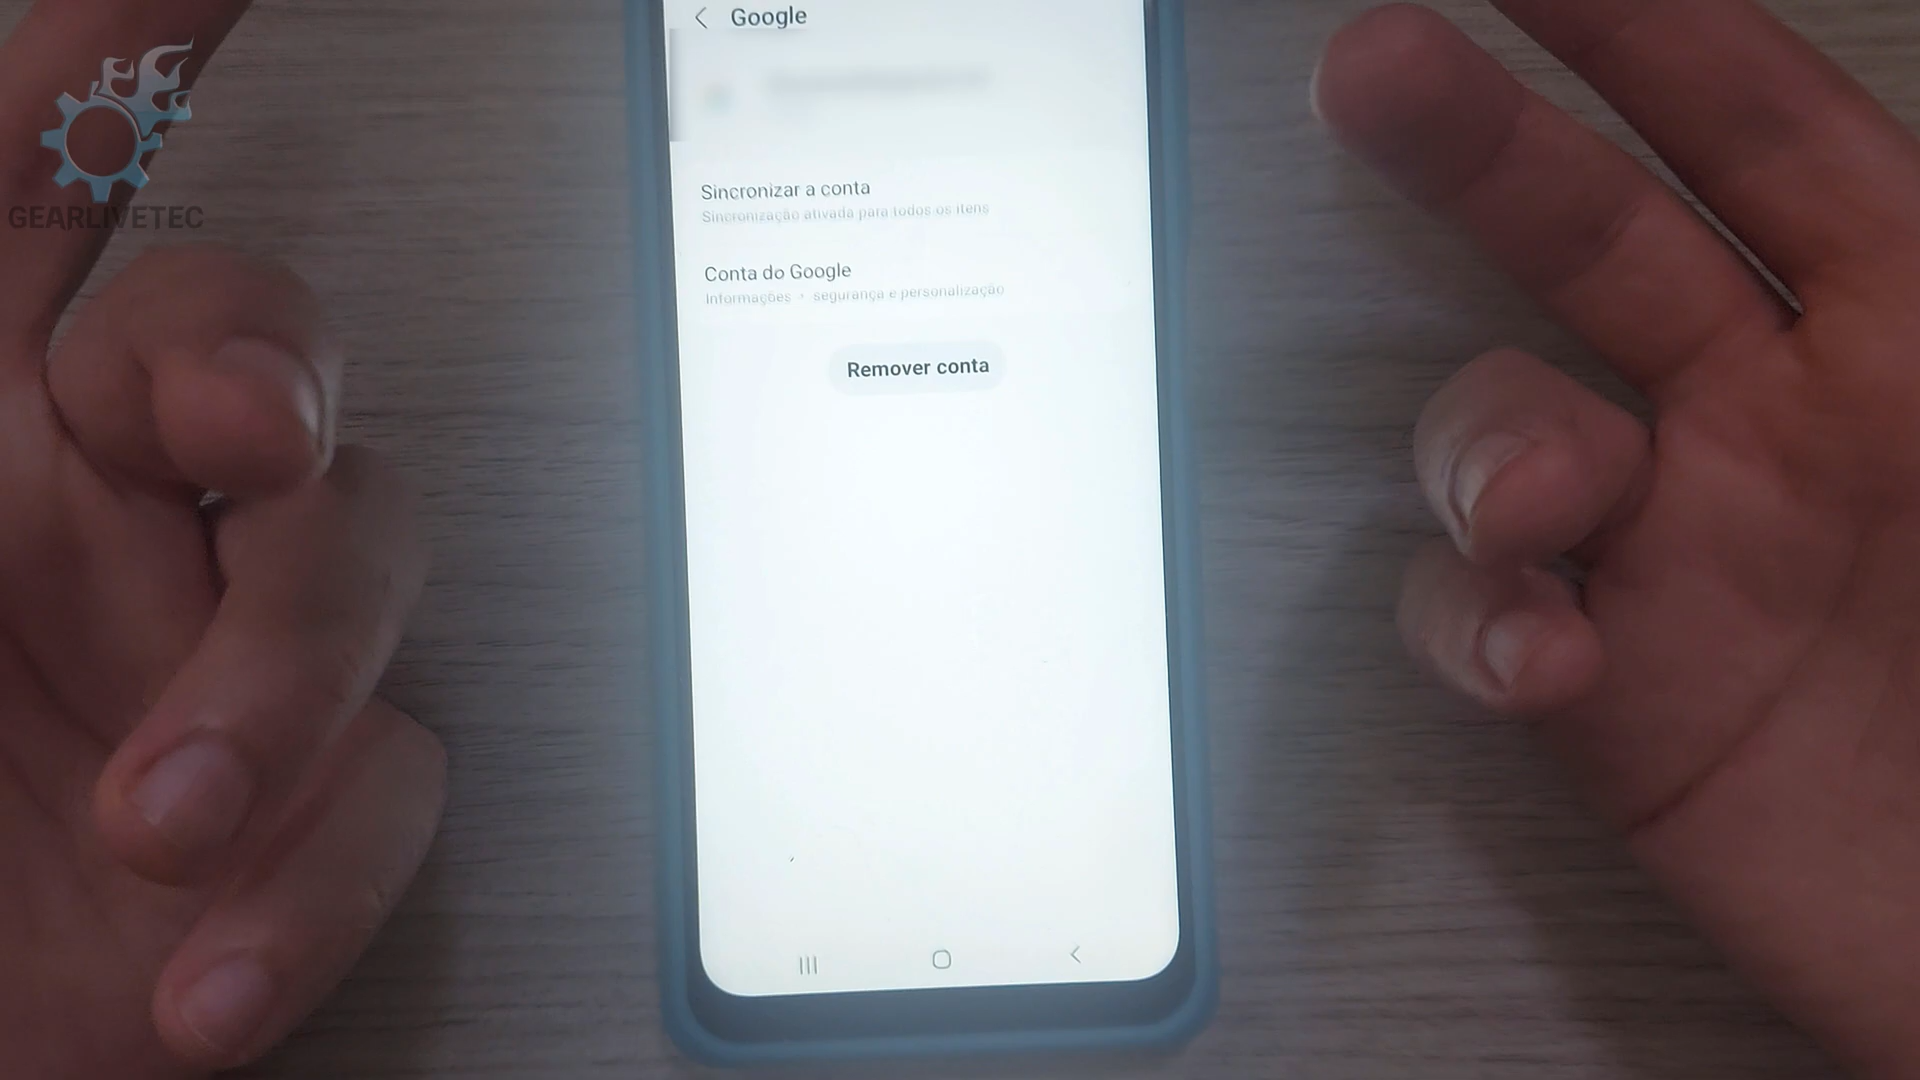 Google
GEARLIVETEC
Sincronizar a conta
Sincronização ativada para todos os itens
Conta do Google
Informações · segurança e personalização
Remover conta